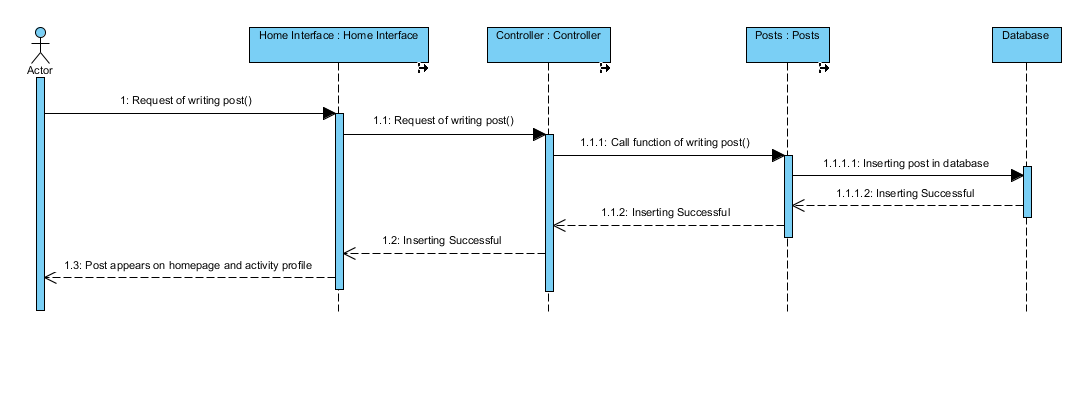 Home Interface : Home Interface
Controller : Controller
Posts : Posts
Database
Actor
1: Request of writing post()
1.1: Request of writing post()
1.1.1: Call function of writing post()
1.1.1.1: Inserting post in database
1.1.1.2: Inserting Successful
1.1.2: Inserting Successful
1.2: Inserting Successful
1.3: Post appears on homepage and activity profile